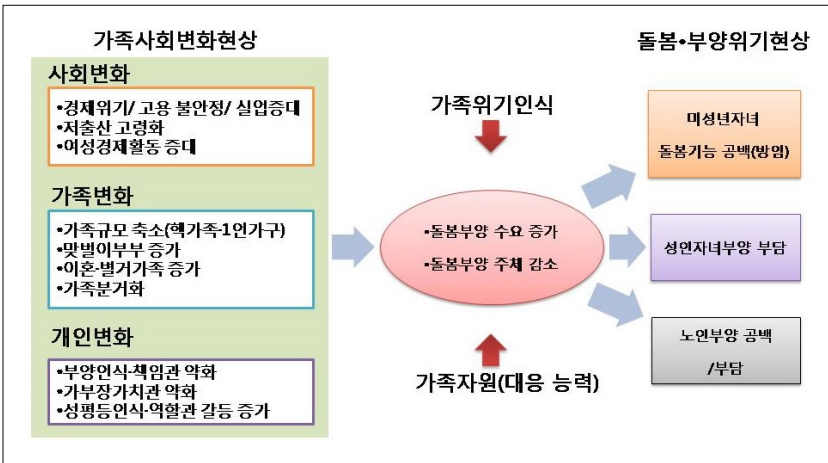 가족사회변화현상
사회변화
•경제위기/ 고용 불안정/ 실업증대
•저출산 고령화
•여성경제활동 증대
가족변화
•가족규모 축소(핵가족·1인가구)
•맞벌이부부 증가
•이혼·별거가족 증가
•가족분거화
개인변화
•부양인식·책임관 약화
•가부장가치관 약화
•성평등인식·역할관 갈등 증가
가족위기인식
•돌봄부양 수요 증가
•돌봄부양 주체 감소
가족자원(대응 능력)
돌봄•부양위기현상
미성년자녀
돌봄기능 공백(방임)
성인자녀부양 부담
노인부양 공백
/부담